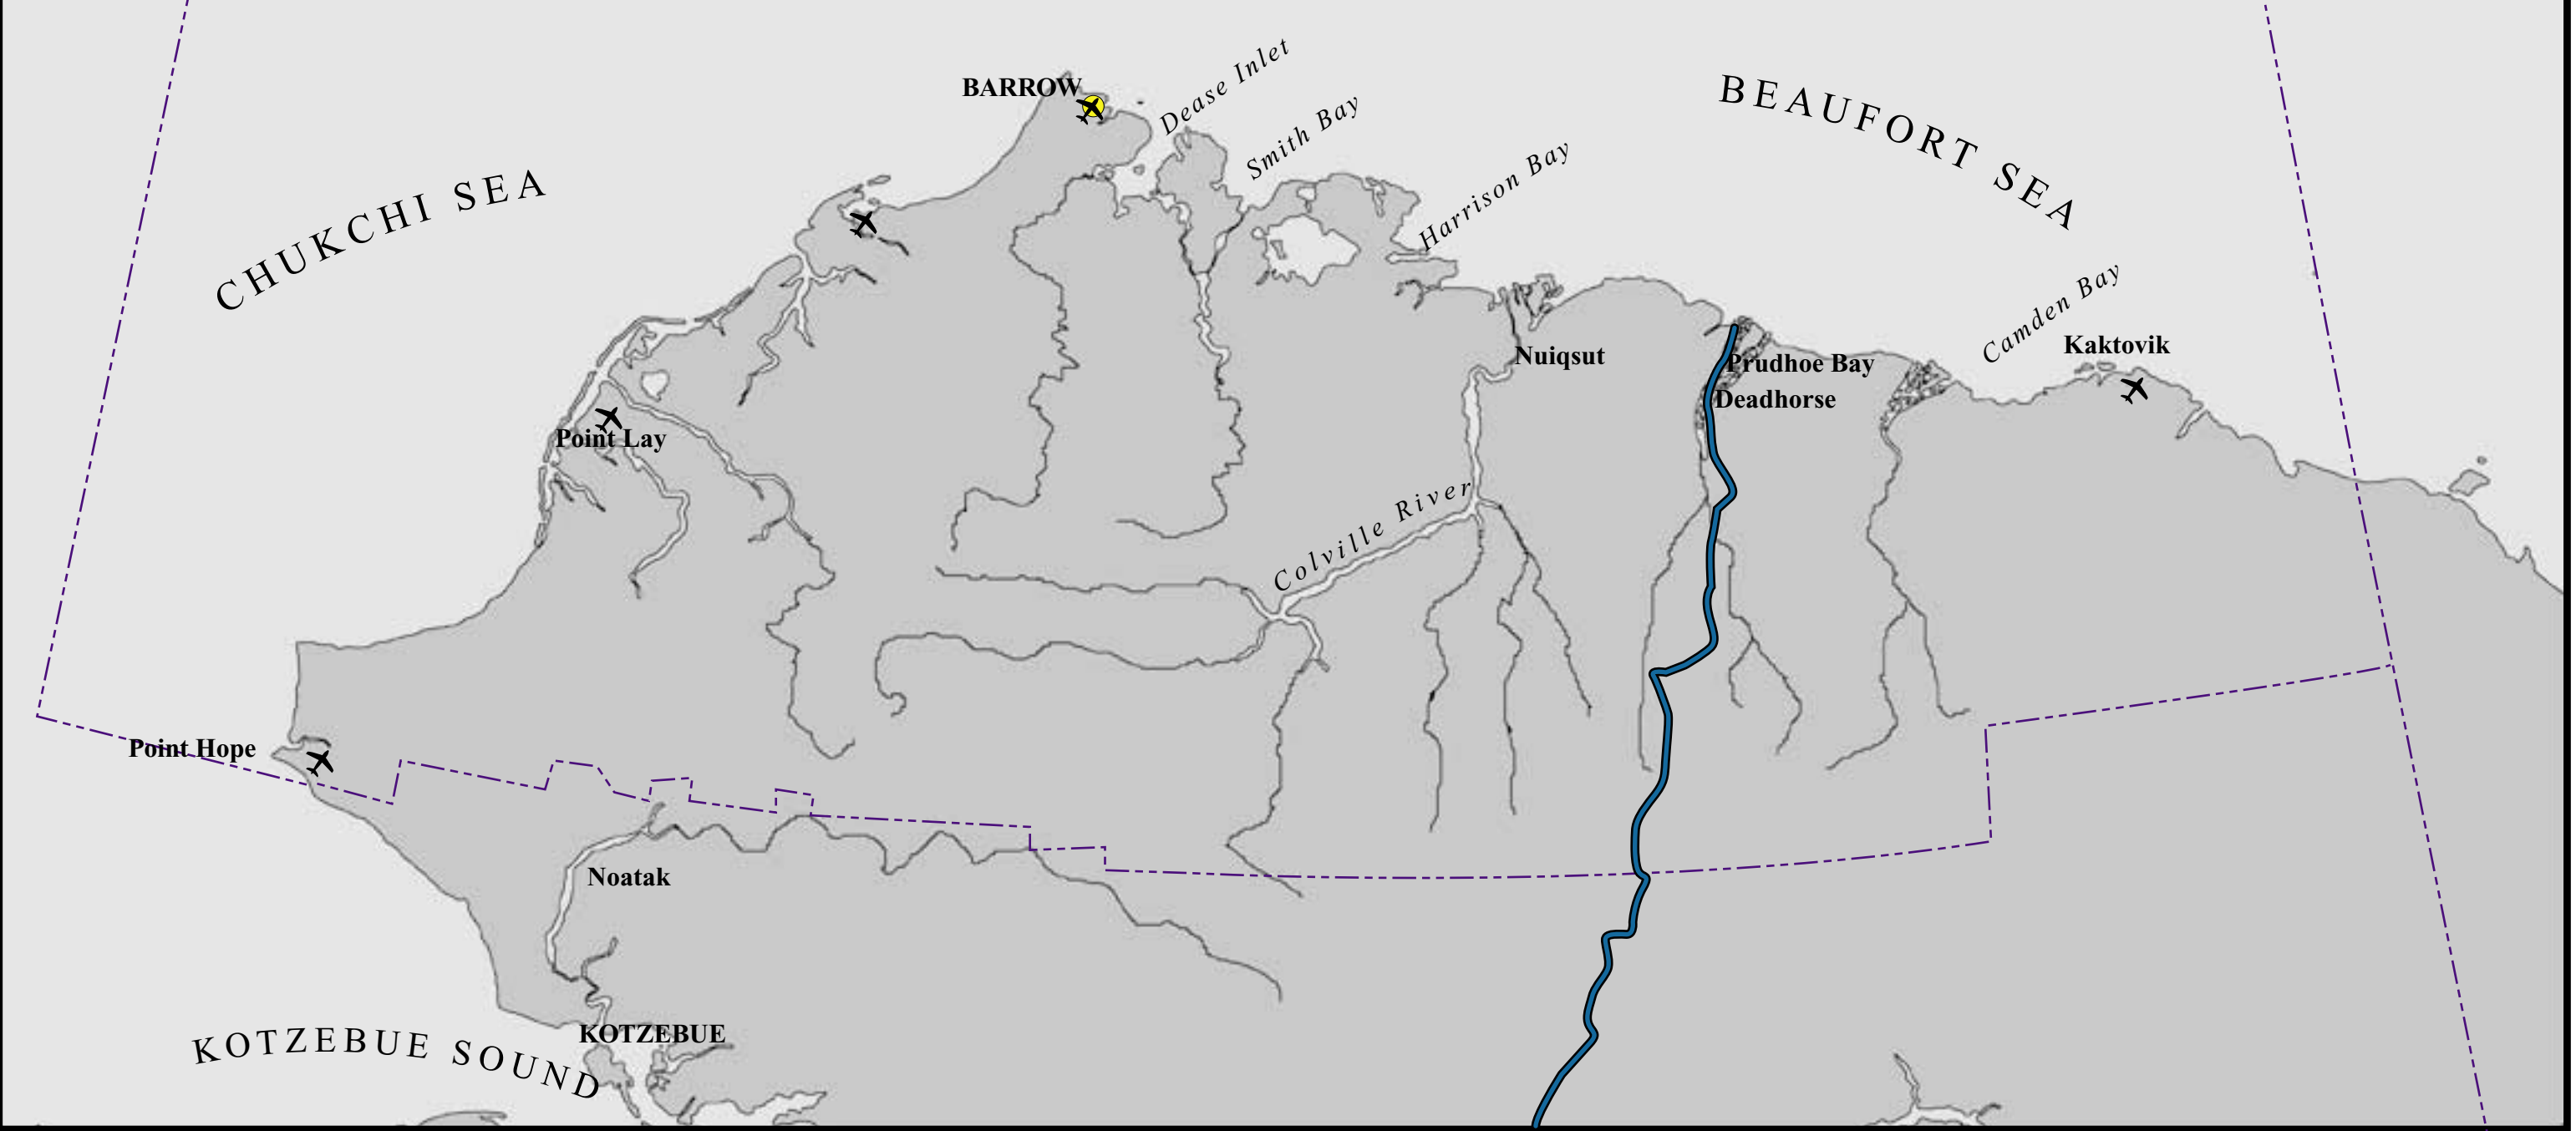 BARROW
Dease Inlet
Smith Bay
BEAUFORT SEA
Harrison Bay
CHUKCHI SEA
Camden Bay
Kaktovik
Nuiqsut
Prudhoe Bay
Deadhorse
Point Lay
Colville River
Point Hope
Noatak
KOTZEBUE
KOTZEBUE SOUND